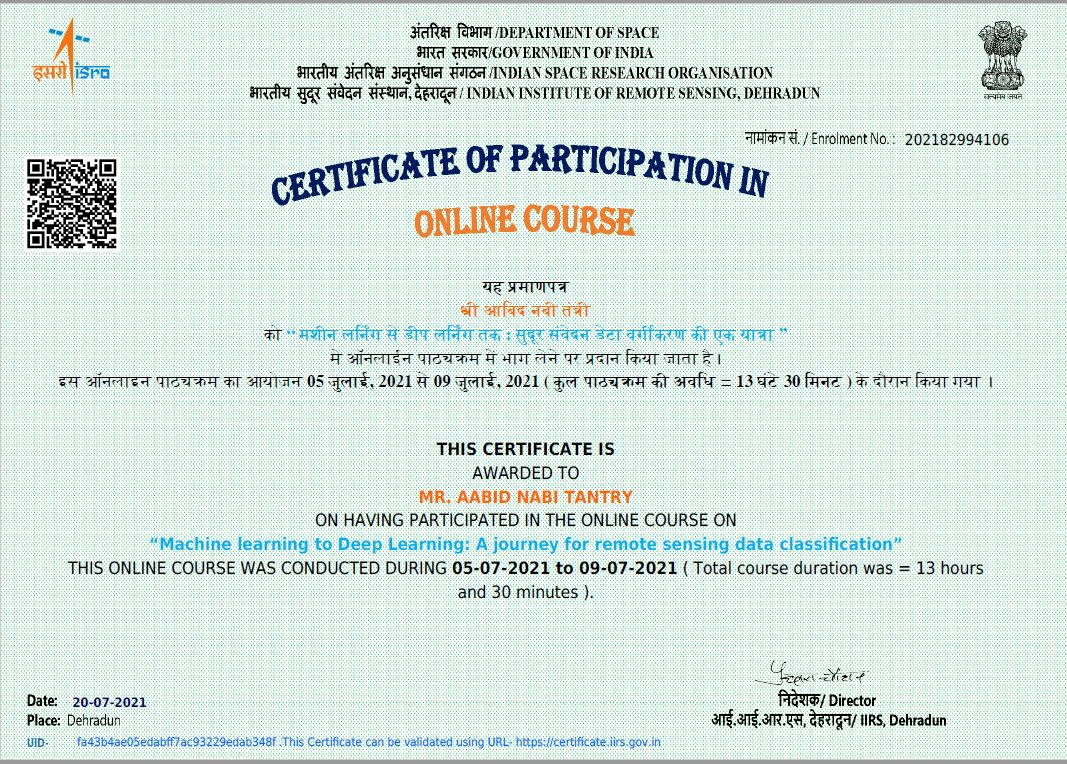 इसरो isro
अंतरिक्ष विभाग /DEPARTMENT OF SPACE
भारत सरकार/GOVERNMENT OF INDIA
भारतीय अंतरिक्ष अनुसंधान संगठन /INDIAN SPACE RESEARCH ORGANISATION
भारतीय सुदूर संवेदन संस्थान, देहरादून / INDIAN INSTITUTE OF REMOTE SENSING, DEHRADUN
सत्यमेव जयते
नामांकन सं. / Enrolment No. : 202182994106
CERTIFICATE OF PARTICIPATION IN
ONLINE COURSE
यह प्रमाणपत्र
श्री आबिद नबी तंत्री
को “ मशीन लर्निंग से डीप लर्निंग तक : सुदूर संवेदन डेटा वर्गीकरण की एक यात्रा ”
में ऑनलाईन पाठ्यक्रम में भाग लेने पर प्रदान किया जाता है ।
इस ऑनलाइन पाठ्यक्रम का आयोजन 05 जुलाई, 2021 से 09 जुलाई, 2021 ( कुल पाठ्यक्रम की अवधि = 13 घंटे 30 मिनट ) के दौरान किया गया ।
THIS CERTIFICATE IS
AWARDED TO
MR. AABID NABI TANTRY
ON HAVING PARTICIPATED IN THE ONLINE COURSE ON
“Machine learning to Deep Learning: A journey for remote sensing data classification”
THIS ONLINE COURSE WAS CONDUCTED DURING 05-07-2021 to 09-07-2021 ( Total course duration was = 13 hours
and 30 minutes ).
निदेशक/ Director
आई.आई.आर.एस, देहरादून/ IIRS, Dehradun
Date: 20-07-2021
Place: Dehradun
UID- fa43b4ae05edabff7ac93229edab348f .This Certificate can be validated using URL- https://certificate.iirs.gov.in